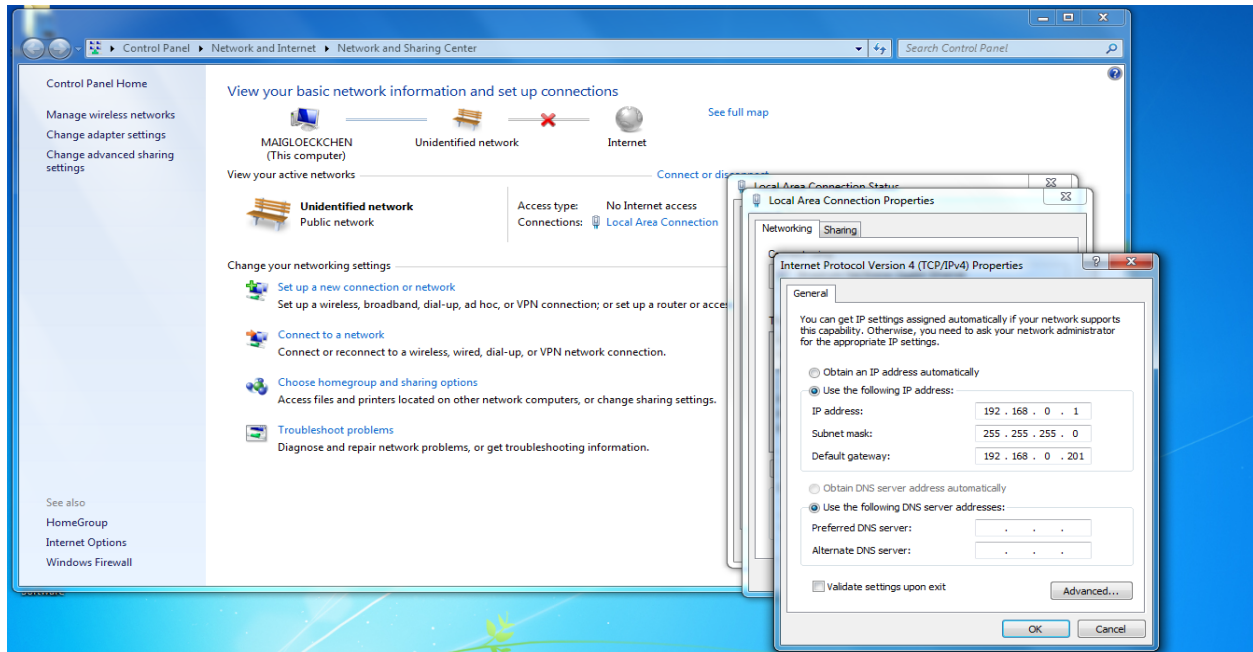 Control Panel ▸ Network and Internet ▸ Network and Sharing Center
Search Control Panel
Control Panel Home
Manage wireless networks
Change adapter settings
Change advanced sharing
settings
See also
HomeGroup
Internet Options
Windows Firewall
View your basic network information and set up connections
See full map
MAIGLOECKCHEN
(This computer)
Unidentified network
Internet
View your active networks
Connect or disconnect
Unidentified network
Public network
Access type: No Internet access
Connections: Local Area Connection
Change your networking settings
Set up a new connection or network
Set up a wireless, broadband, dial-up, ad hoc, or VPN connection; or set up a router or acce
Connect to a network
Connect or reconnect to a wireless, wired, dial-up, or VPN network connection.
Choose homegroup and sharing options
Access files and printers located on other network computers, or change sharing settings.
Troubleshoot problems
Diagnose and repair network problems, or get troubleshooting information.
Local Area Connection Status
Local Area Connection Properties
Networking
Sharing
Internet Protocol Version 4 (TCP/IPv4) Properties
General
You can get IP settings assigned automatically if your network supports
this capability. Otherwise, you need to ask your network administrator
for the appropriate IP settings.
Obtain an IP address automatically
Use the following IP address:
IP address: 192 . 168 . 0 . 1
Subnet mask: 255 . 255 . 255 . 0
Default gateway: 192 . 168 . 0 . 201
Obtain DNS server address automatically
Use the following DNS server addresses:
Preferred DNS server: . . .
Alternate DNS server: . . .
Validate settings upon exit
Advanced...
OK
Cancel